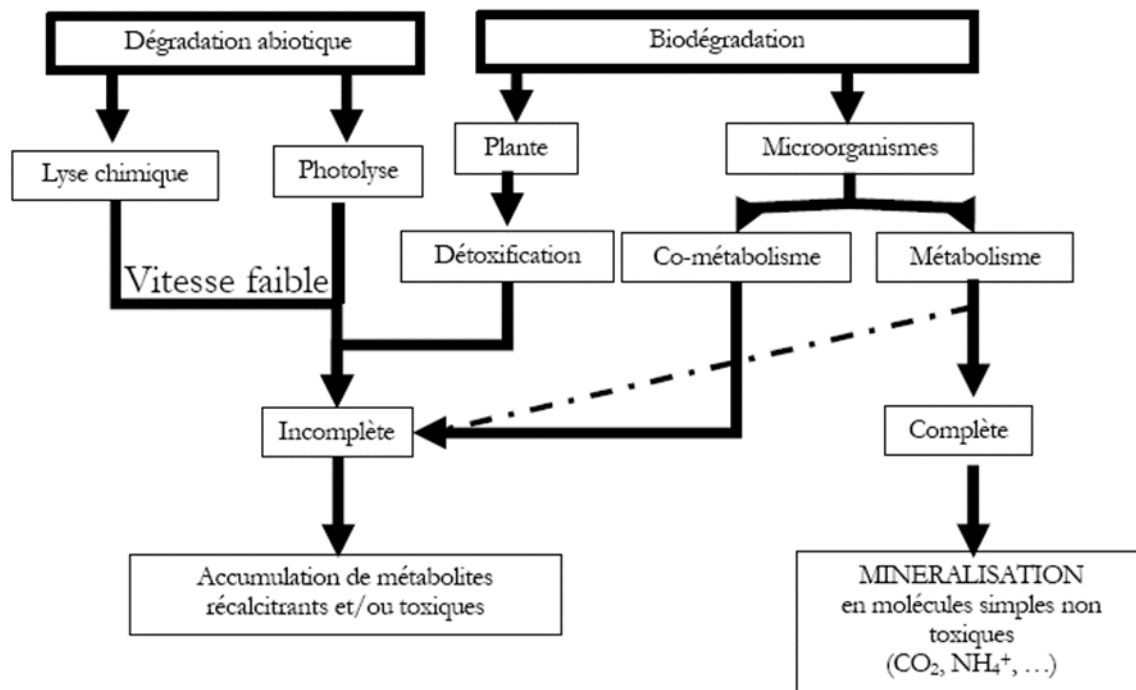 Dégradation abiotique
Biodégradation
Lyse chimique
Photolyse
Plante
Microorganismes
Détoxification
Co-métabolisme
Métabolisme
Vitesse faible
Incomplète
Complète
Accumulation de métabolites
récalcitrants et/ou toxiques
MINERALISATION
en molécules simples non
toxiques
(CO₂, NH₄⁺, …)